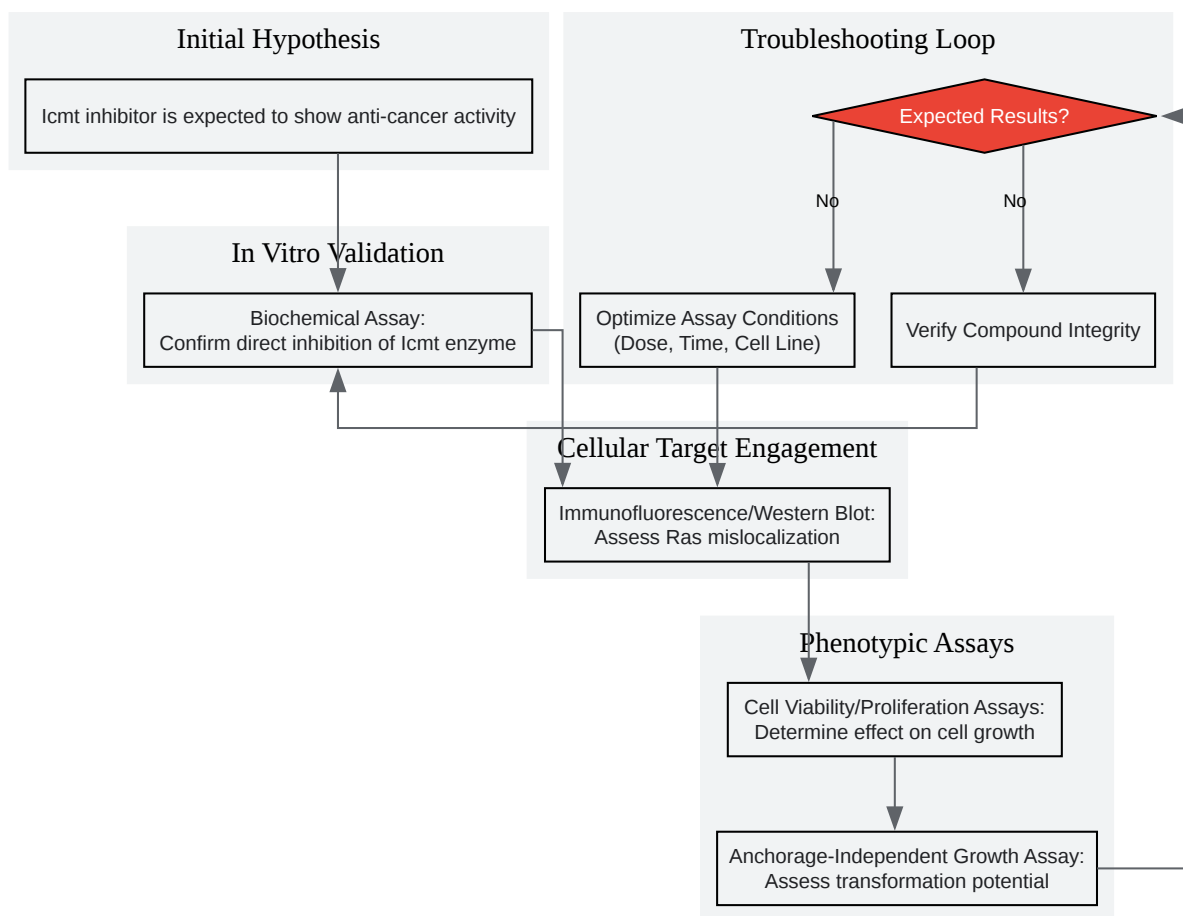 Initial Hypothesis
Icmt inhibitor is expected to show anti-cancer activity
Troubleshooting Loop
Expected Results?
No
No
In Vitro Validation
Biochemical Assay:
Confirm direct inhibition of Icmt enzyme
Optimize Assay Conditions
(Dose, Time, Cell Line)
Verify Compound Integrity
Cellular Target Engagement
Immunofluorescence/Western Blot:
Assess Ras mislocalization
Phenotypic Assays
Cell Viability/Proliferation Assays:
Determine effect on cell growth
Anchorage-Independent Growth Assay:
Assess transformation potential